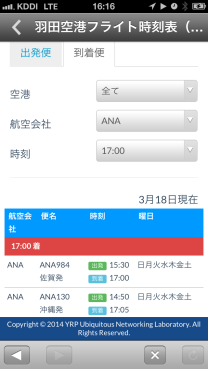 KDDI LTE 16:16
羽田空港フライト時刻表（...
出発便 到着便
空港 全て
航空会社 ANA
時刻 17:00
3月18日現在
航空会社 便名 時刻 曜日
17:00 着
ANA ANA984 出発 15:30 日月火水木金土
佐賀発 到着 17:00
ANA ANA130 出発 14:50 日月火水木金土
沖縄発 到着 17:05
Copyright © 2014 YRP Ubiquitous Networking Laboratory. All
Rights Reserved.